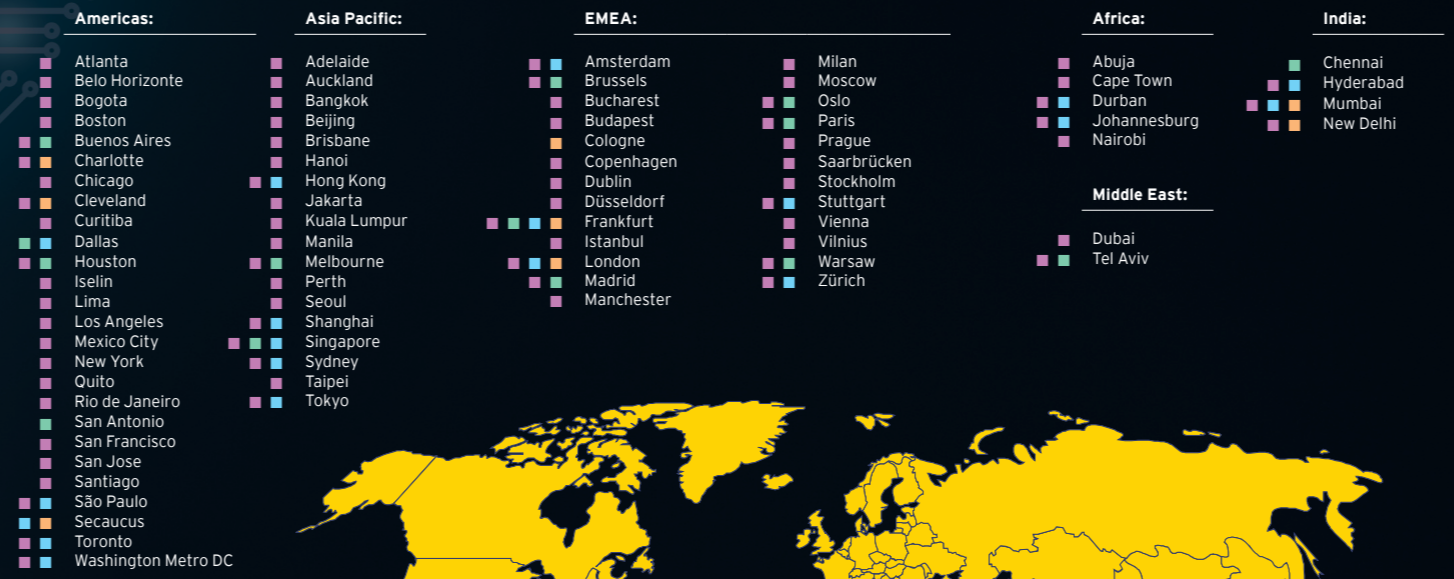 Americas:
Atlanta
Belo Horizonte
Bogota
Boston
Buenos Aires
Charlotte
Chicago
Cleveland
Curitiba
Dallas
Houston
Iselin
Lima
Los Angeles
Mexico City
New York
Quito
Rio de Janeiro
San Antonio
San Francisco
San Jose
Santiago
São Paulo
Secaucus
Toronto
Washington Metro DC
Asia Pacific:
Adelaide
Auckland
Bangkok
Beijing
Brisbane
Hanoi
Hong Kong
Jakarta
Kuala Lumpur
Manila
Melbourne
Perth
Seoul
Shanghai
Singapore
Sydney
Taipei
Tokyo
EMEA:
Amsterdam
Brussels
Bucharest
Budapest
Cologne
Copenhagen
Dublin
Düsseldorf
Frankfurt
Istanbul
London
Madrid
Manchester
Milan
Moscow
Oslo
Paris
Prague
Saarbrücken
Stockholm
Stuttgart
Vienna
Vilnius
Warsaw
Zürich
Africa:
Abuja
Cape Town
Durban
Johannesburg
Nairobi
Middle East:
Dubai
Tel Aviv
India:
Chennai
Hyderabad
Mumbai
New Delhi